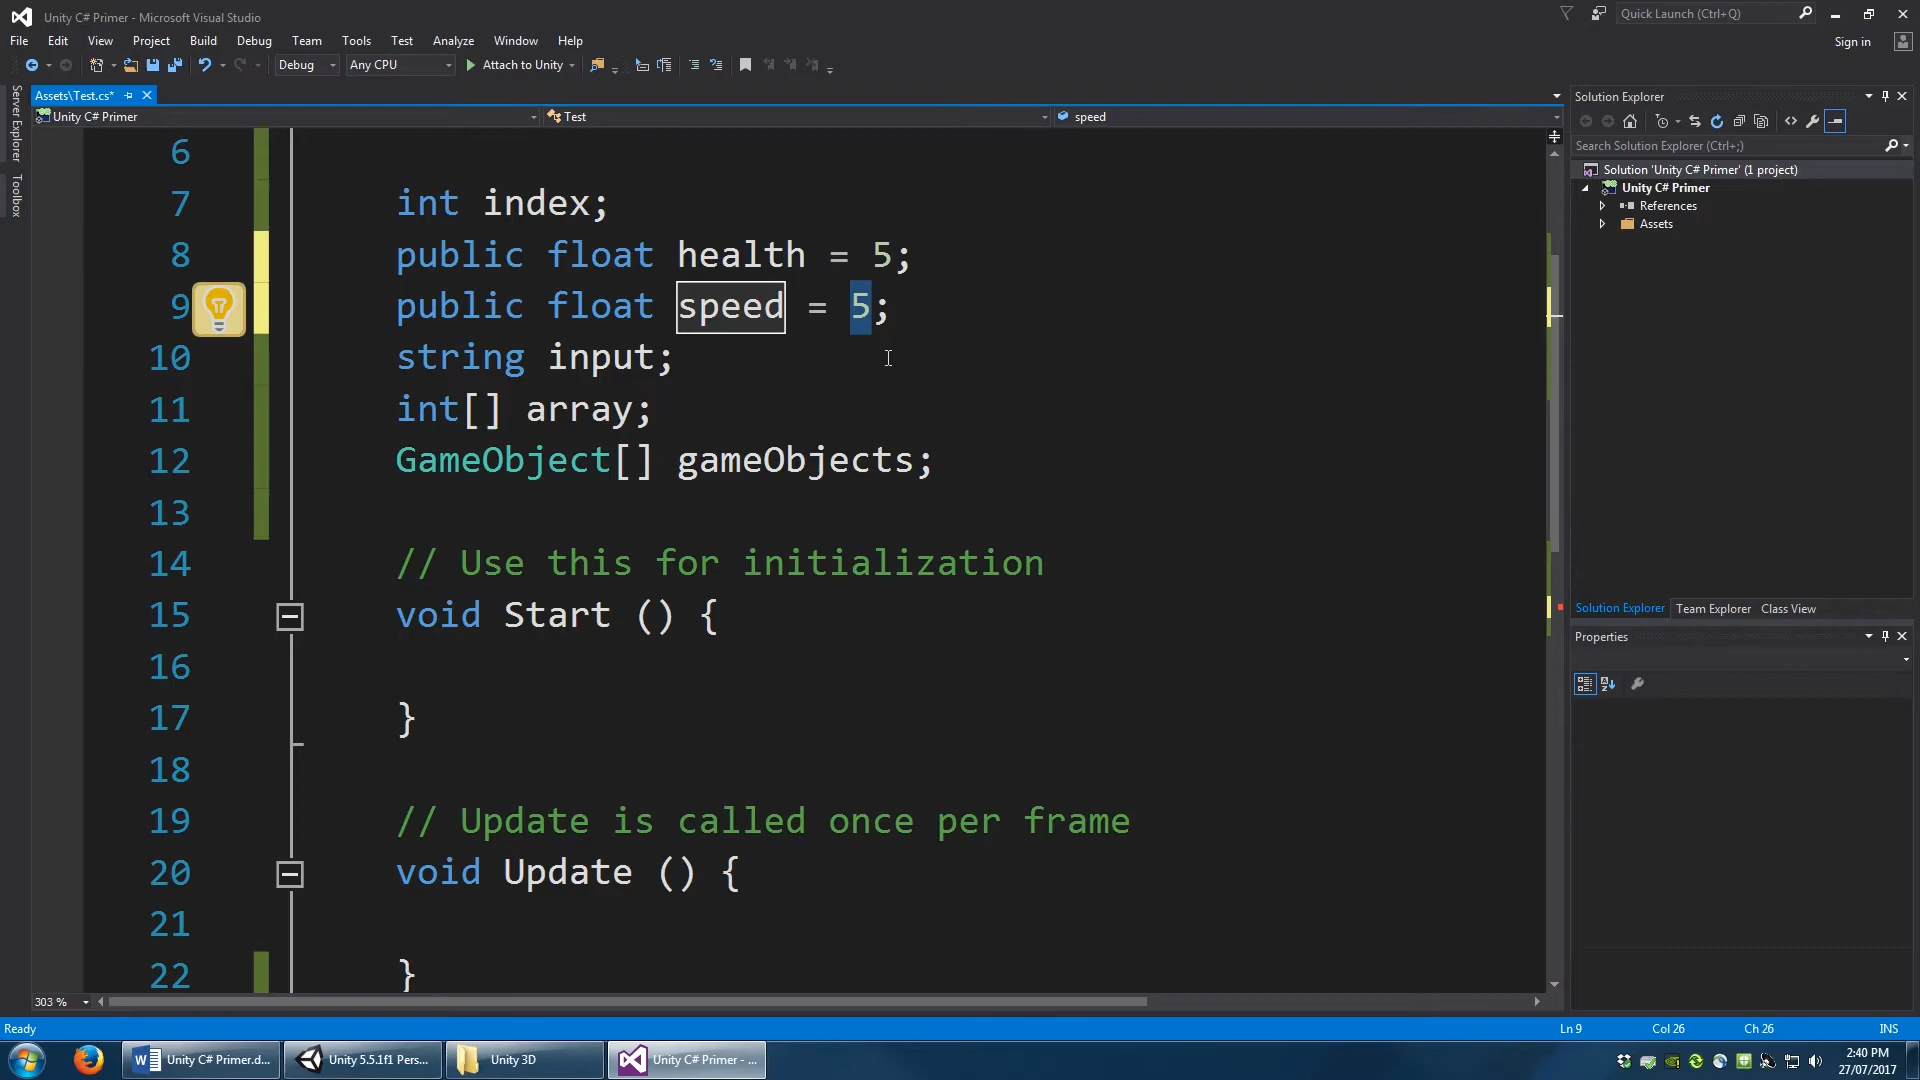 Unity C# Primer - Microsoft Visual Studio
Quick Launch (Ctrl+Q)
File Edit View Project Build Debug Team Tools Test Analyze Window Help
Sign in
Debug Any CPU Attach to Unity
Server Explorer
Toolbox
Assets\Test.cs*
Unity C# Primer Test speed
6
7 int index;
8 public float health = 5;
9 public float speed = 5;
10 string input;
11 int[] array;
12 GameObject[] gameObjects;
13
14 // Use this for initialization
15 void Start () {
16
17 }
18
19 // Update is called once per frame
20 void Update () {
21
22 }
303 %
Solution Explorer
Search Solution Explorer (Ctrl+;)
Solution 'Unity C# Primer' (1 project)
Unity C# Primer
References
Assets
Solution Explorer Team Explorer Class View
Properties
Ready Ln 9 Col 26 Ch 26 INS
Unity C# Primer.d... Unity 5.5.1f1 Pers... Unity 3D Unity C# Primer - ...
2:40 PM
27/07/2017